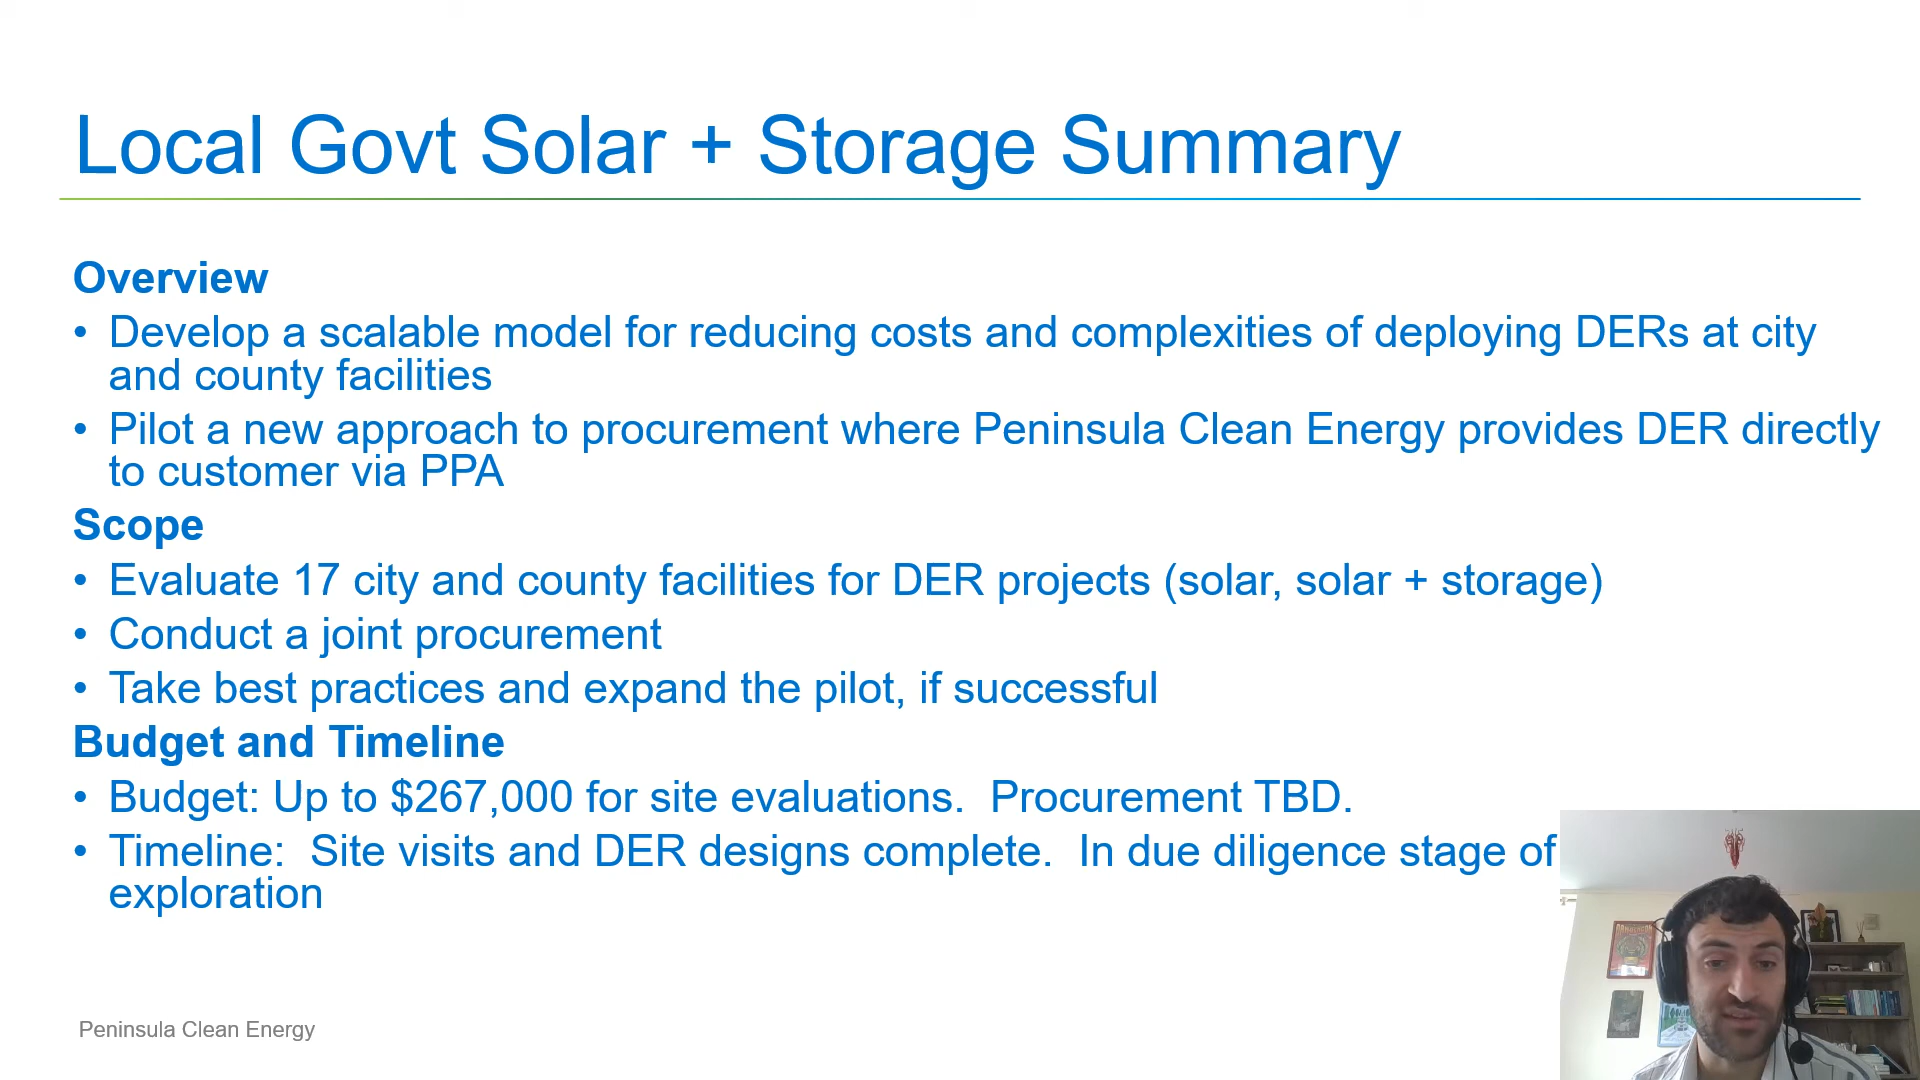 Local Govt Solar + Storage Summary
Overview
• Develop a scalable model for reducing costs and complexities of deploying DERs at city
and county facilities
• Pilot a new approach to procurement where Peninsula Clean Energy provides DER directly
to customer via PPA
Scope
• Evaluate 17 city and county facilities for DER projects (solar, solar + storage)
• Conduct a joint procurement
• Take best practices and expand the pilot, if successful
Budget and Timeline
• Budget: Up to $267,000 for site evaluations.  Procurement TBD.
• Timeline:  Site visits and DER designs complete.  In due diligence stage of
exploration
Peninsula Clean Energy